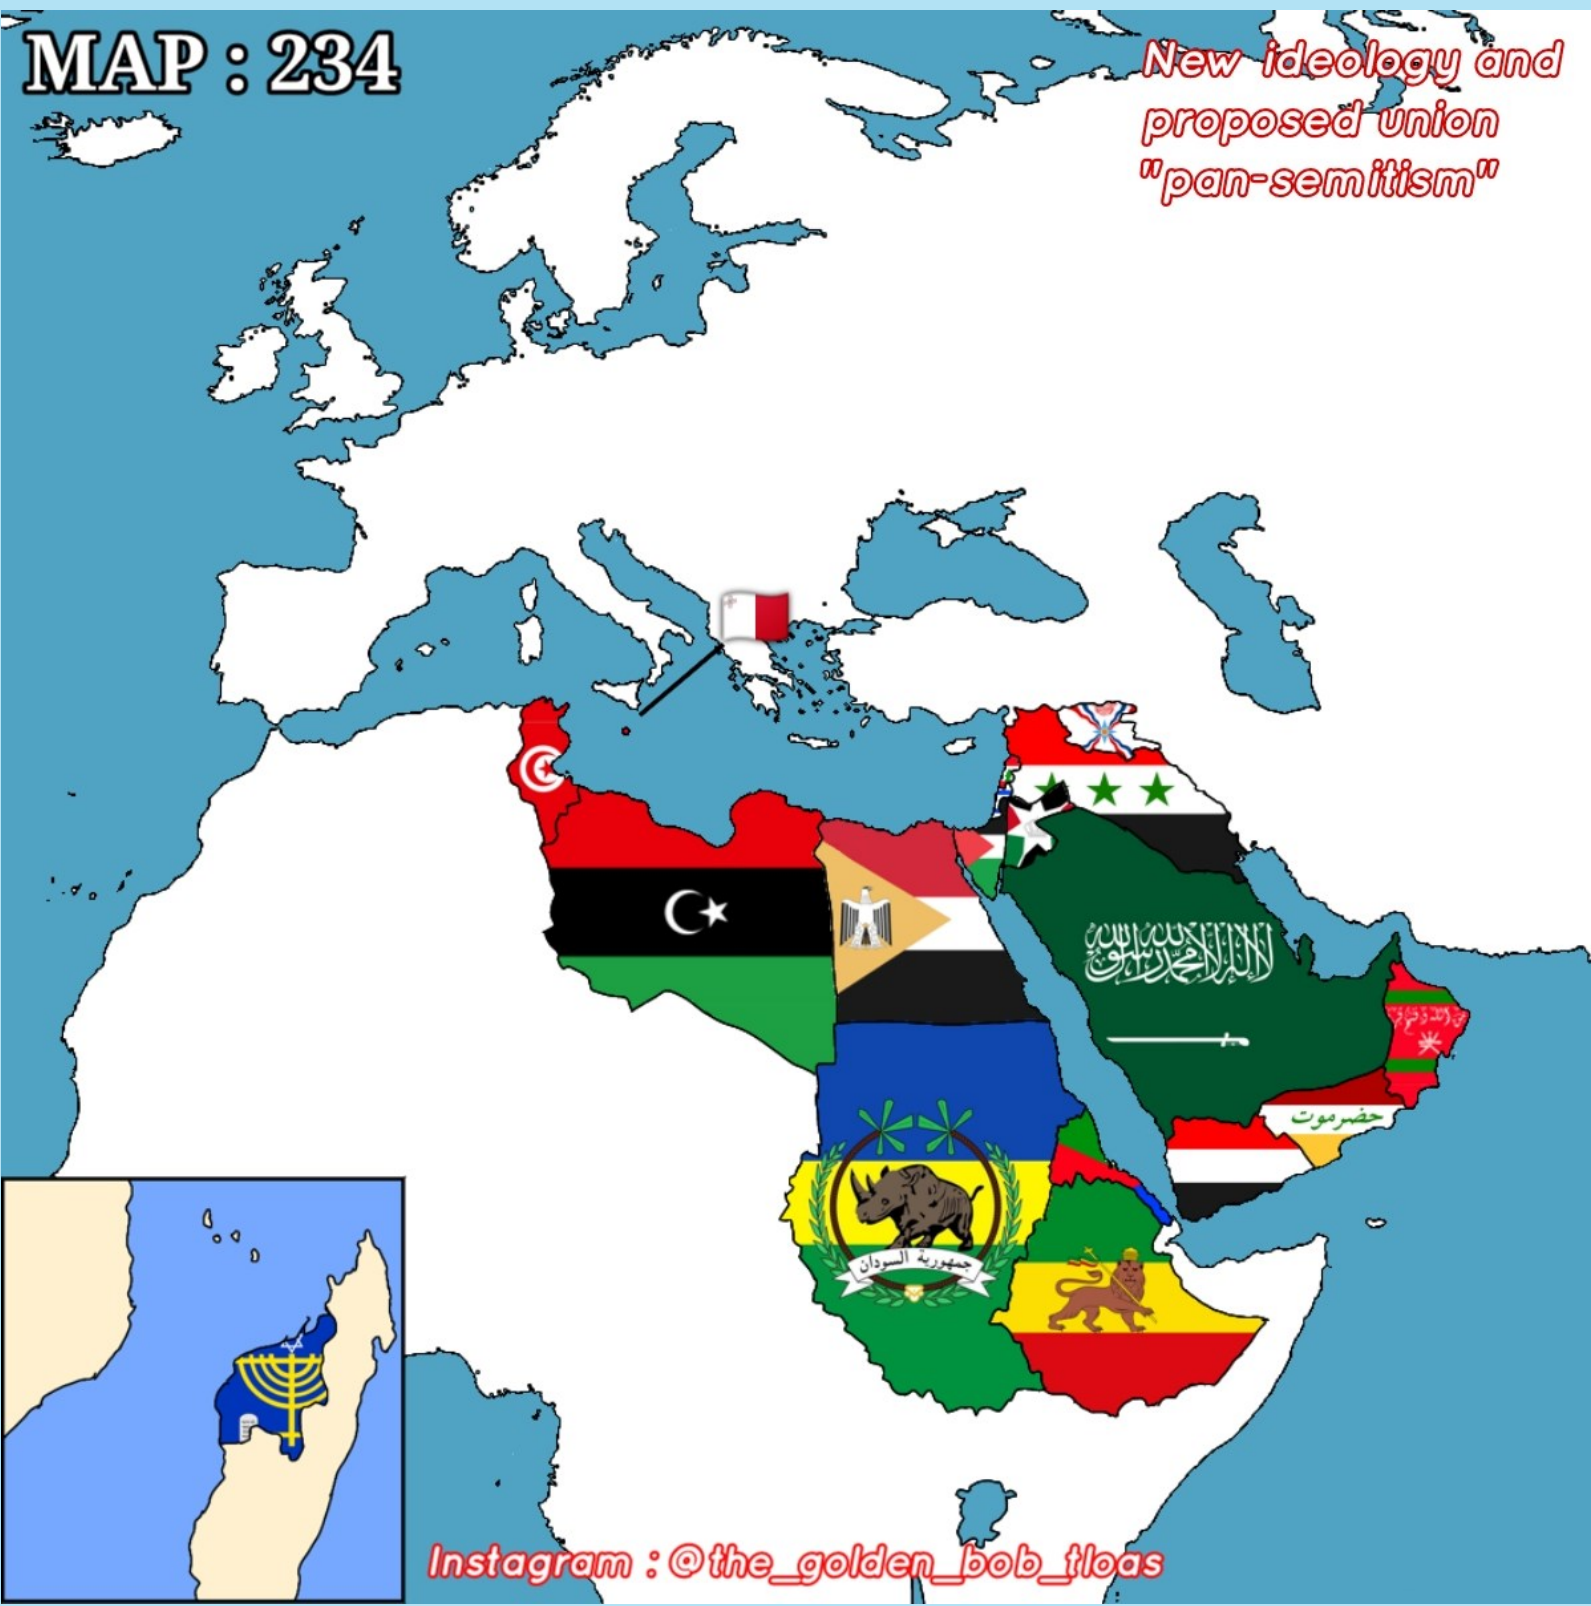 MAP : 234
New ideology and
proposed union
"pan-semitism"
لا إله إلا الله محمد رسول الله
حضرموت
جمهورية السودان
Instagram : @the_golden_bob_tloas